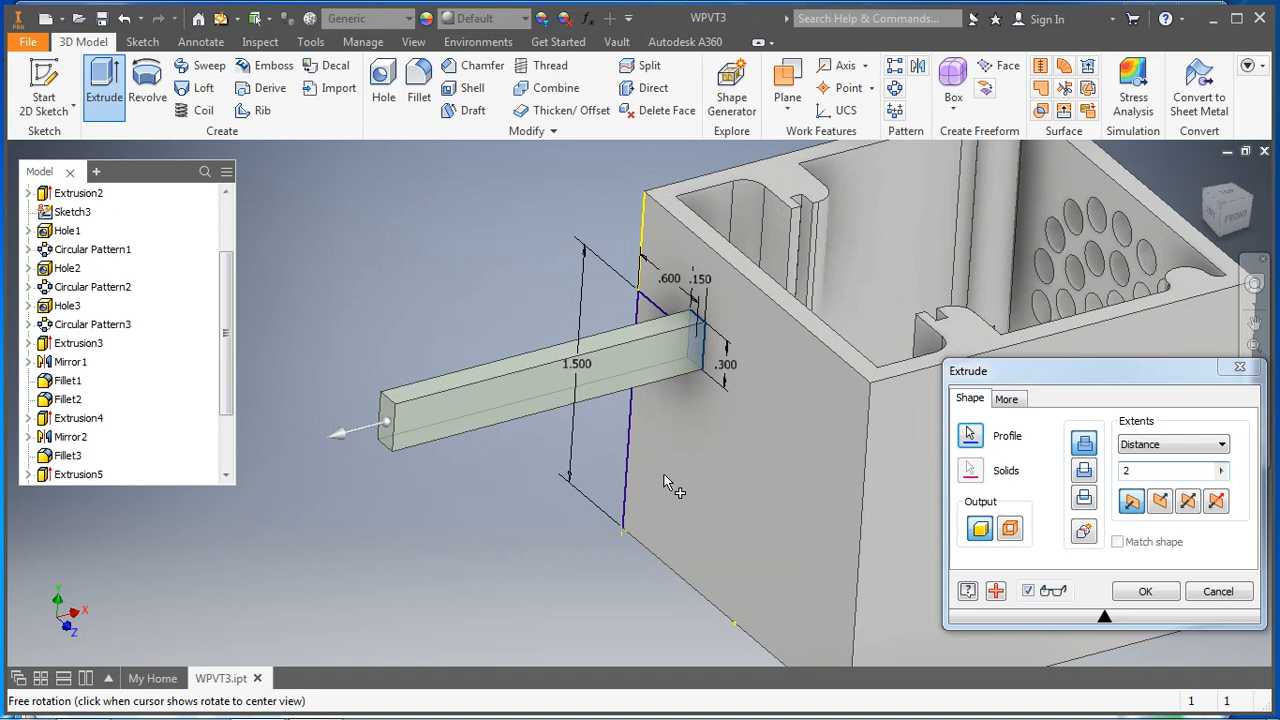 PRO
Generic
Default
fx
WPVT3
Search Help & Commands...
Sign In
File
3D Model
Sketch
Annotate
Inspect
Tools
Manage
View
Environments
Get Started
Vault
Autodesk A360
Start
2D Sketch
Sketch
Extrude
Revolve
Sweep
Loft
Coil
Emboss
Derive
Rib
Decal
Import
Create
Hole
Fillet
Chamfer
Shell
Draft
Thread
Combine
Thicken/ Offset
Split
Direct
Delete Face
Modify
Shape
Generator
Explore
Plane
Axis
Point
UCS
Work Features
Pattern
Box
Face
Create Freeform
Surface
Stress
Analysis
Simulation
Convert to
Sheet Metal
Convert
Model
Extrusion2
Sketch3
Hole1
Circular Pattern1
Hole2
Circular Pattern2
Hole3
Circular Pattern3
Extrusion3
Mirror1
Fillet1
Fillet2
Extrusion4
Mirror2
Fillet3
Extrusion5
.600
.150
1.500
.300
FRONT
Extrude
Shape
More
Profile
Solids
Output
Extents
Distance
2
Match shape
OK
Cancel
Y
X
Z
My Home
WPVT3.ipt
Free rotation (click when cursor shows rotate to center view)
1
1